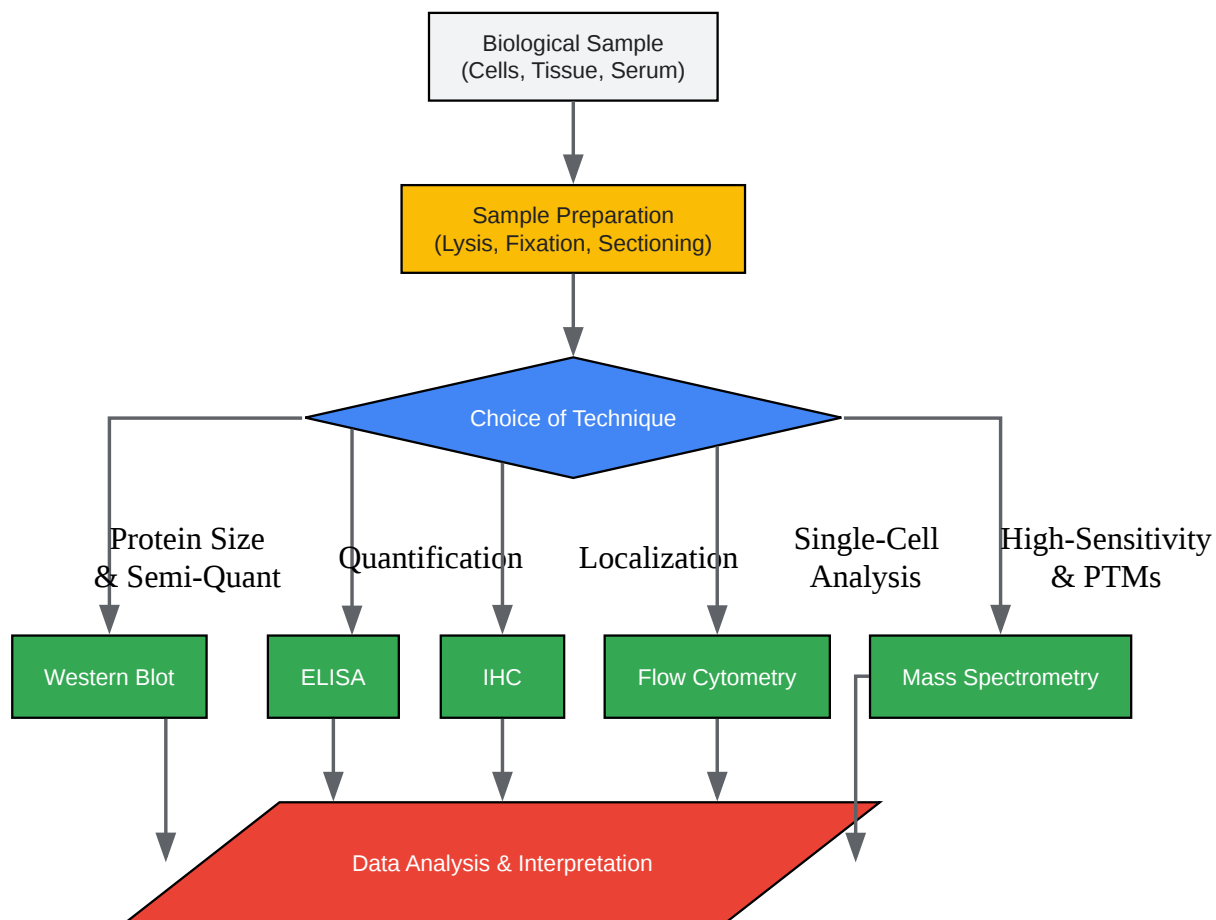 Biological Sample
(Cells, Tissue, Serum)
Sample Preparation
(Lysis, Fixation, Sectioning)
Choice of Technique
Protein Size
& Semi-Quant
Quantification
Localization
Single-Cell
Analysis
High-Sensitivity
& PTMs
Western Blot
ELISA
IHC
Flow Cytometry
Mass Spectrometry
Data Analysis & Interpretation